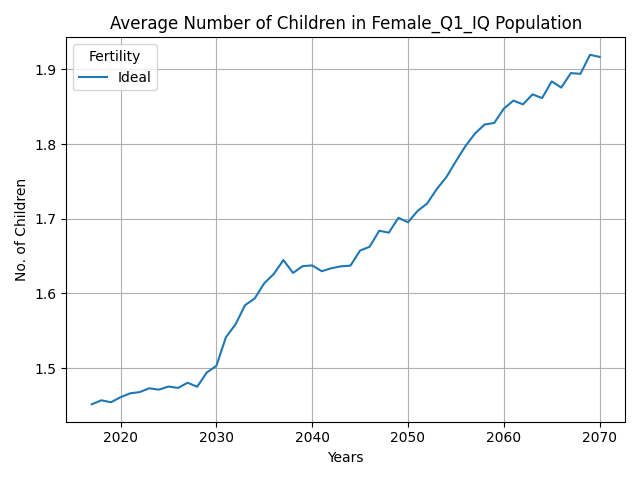 Average Number of Children in Female_Q1_IQ Population
Fertility
Ideal
No. of Children
1.9
1.8
1.7
1.6
1.5
2020 2030 2040 2050 2060 2070
Years